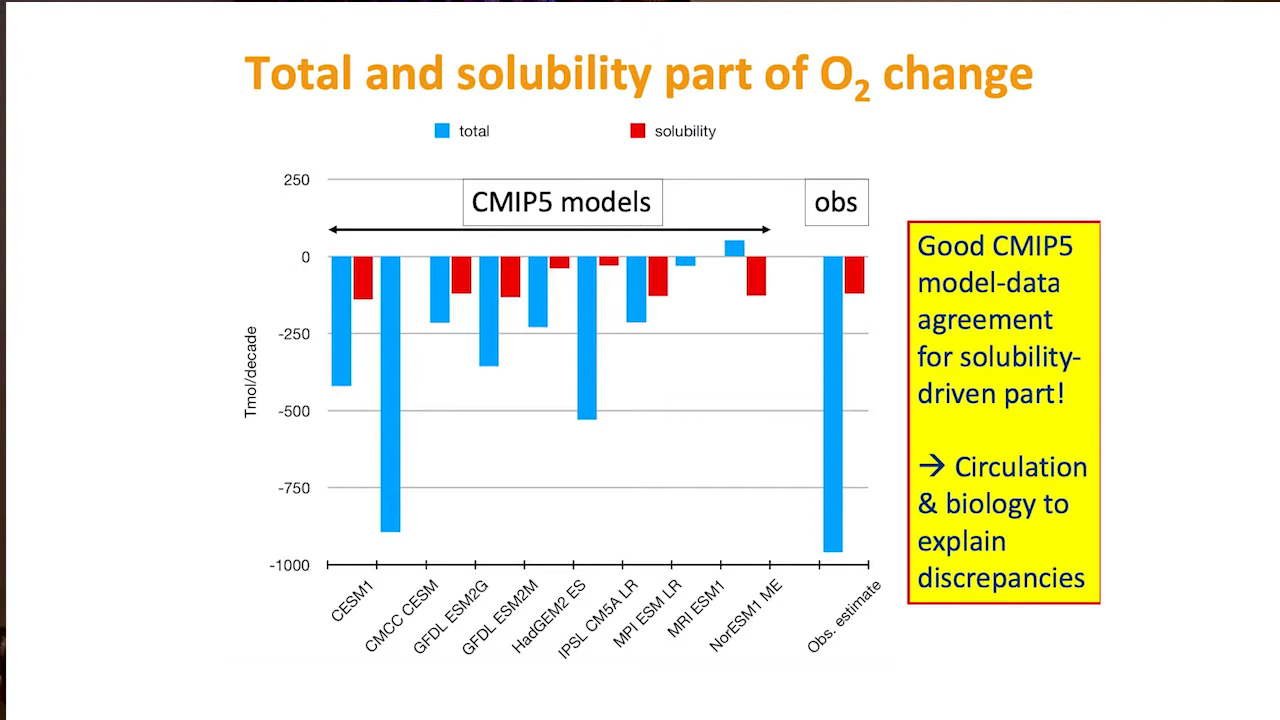 Total and solubility part of O₂ change
total
solubility
250
0
-250
-500
-750
-1000
Tmol/decade
CMIP5 models
obs
CESM1
CMCC CESM
GFDL ESM2G
GFDL ESM2M
HadGEM2 ES
IPSL CM5A LR
MPI ESM LR
MRI ESM1
NorESM1 ME
Obs. estimate
Good CMIP5
model-data
agreement
for solubility-
driven part!
→ Circulation
& biology to
explain
discrepancies